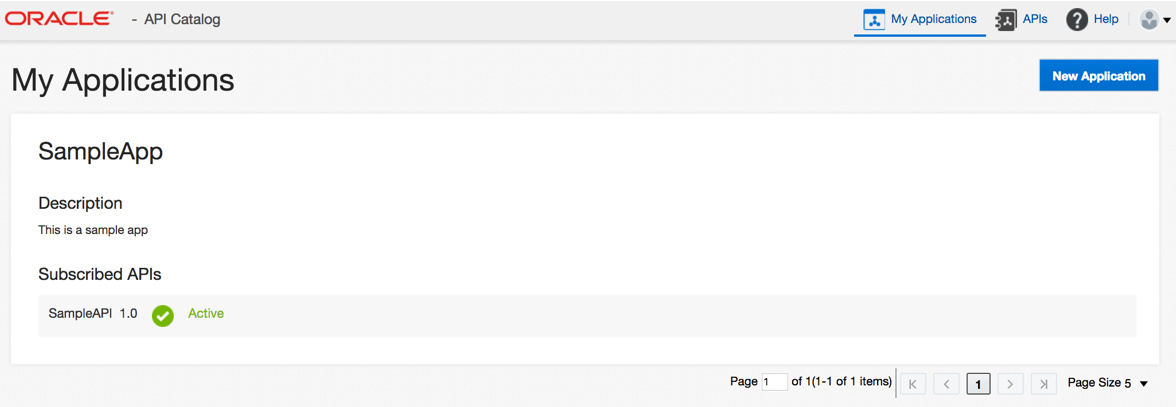 ORACLE® - API Catalog My Applications APIs ? Help
My Applications New Application
SampleApp
Description
This is a sample app
Subscribed APIs
SampleAPI 1.0 Active
Page 1 of 1(1-1 of 1 items) 1 Page Size 5